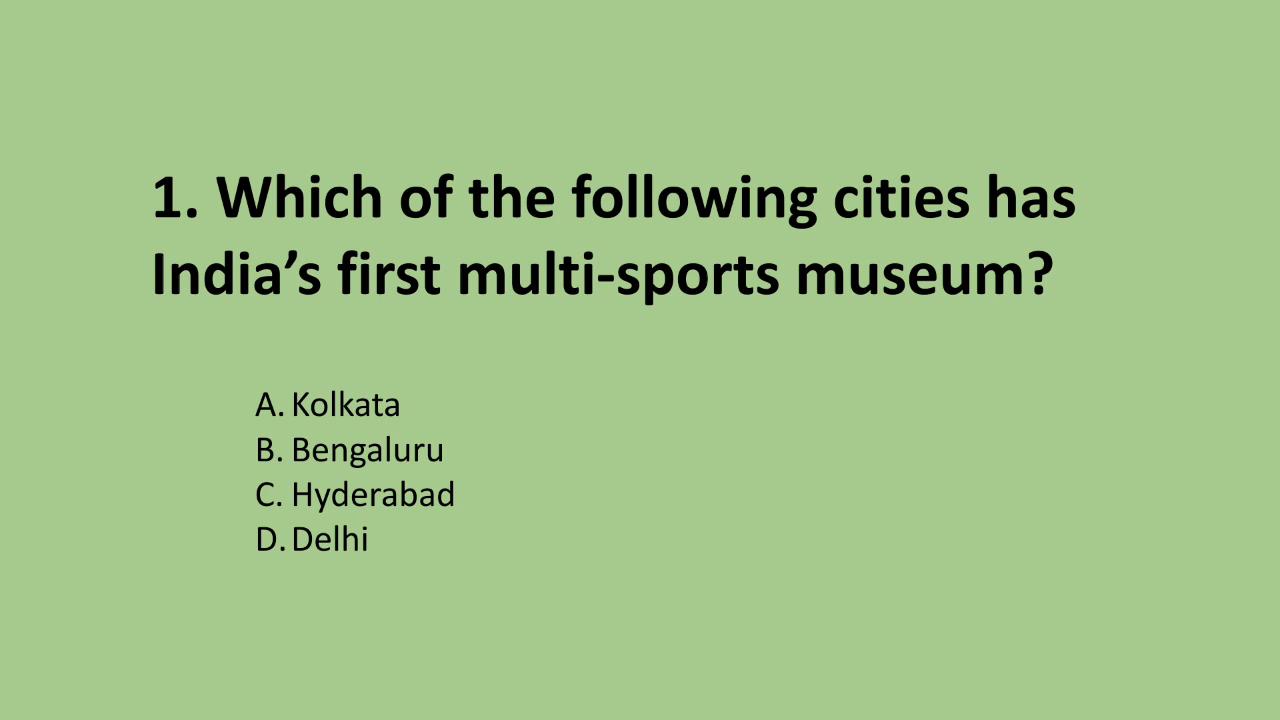 1. Which of the following cities has
India’s first multi-sports museum?
A. Kolkata
B. Bengaluru
C. Hyderabad
D. Delhi